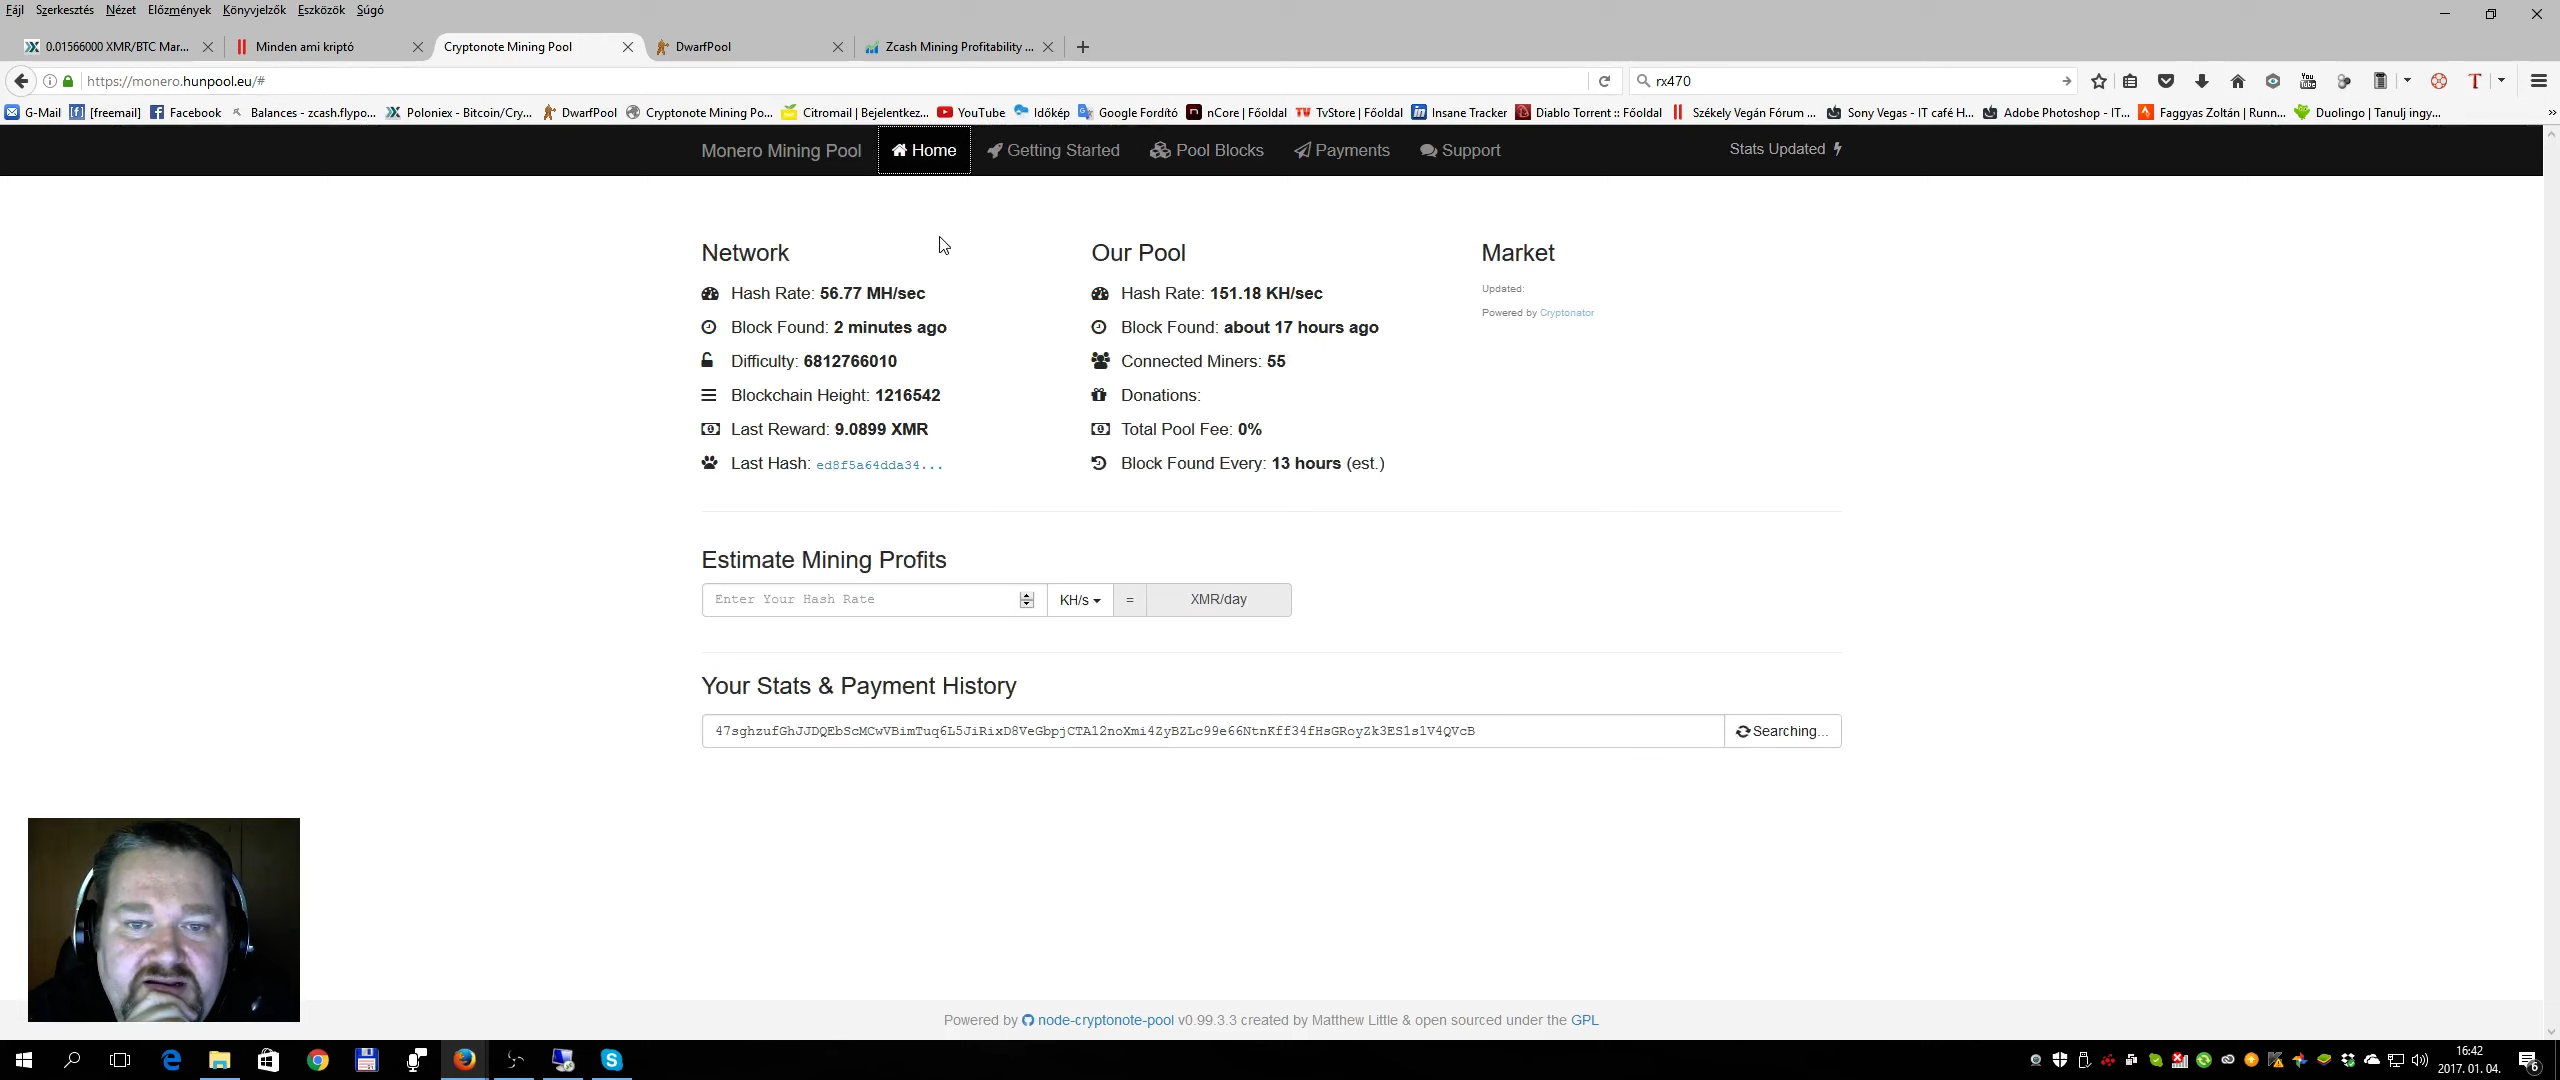 Fájl Szerkesztés Nézet Előzmények Könyvjelzők Eszközök Súgó
0.01566000 XMR/BTC Mar... Minden ami kriptó Cryptonote Mining Pool DwarfPool Zcash Mining Profitability ...
https://monero.hunpool.eu/# rx470
G-Mail [freemail] Facebook Balances - zcash.flypo... Poloniex - Bitcoin/Cry... DwarfPool Cryptonote Mining Po... Citromail | Bejelentkez... YouTube Időkép Google Fordító nCore | Főoldal TvStore | Főoldal Insane Tracker Diablo Torrent :: Főoldal Székely Vegán Fórum ... Sony Vegas - IT café H... Adobe Photoshop - IT... Faggyas Zoltán | Runn... Duolingo | Tanulj ingy...
Monero Mining Pool Home Getting Started Pool Blocks Payments Support Stats Updated
Network
Hash Rate: 56.77 MH/sec
Block Found: 2 minutes ago
Difficulty: 6812766010
Blockchain Height: 1216542
Last Reward: 9.0899 XMR
Last Hash: ed8f5a64dda34...
Our Pool
Hash Rate: 151.18 KH/sec
Block Found: about 17 hours ago
Connected Miners: 55
Donations:
Total Pool Fee: 0%
Block Found Every: 13 hours (est.)
Market
Updated:
Powered by Cryptonator
Estimate Mining Profits
Enter Your Hash Rate KH/s = XMR/day
Your Stats & Payment History
47sghzufGhJJDQEbScMCwVBimTuq6L5JiRixD8VeGbpjCTA12noXmi4ZyBZLc99e66NtnKff34fHsGRoyZk3ES1s1V4QVcB Searching...
Powered by node-cryptonote-pool v0.99.3.3 created by Matthew Little & open sourced under the GPL
16:42
2017. 01. 04.
6